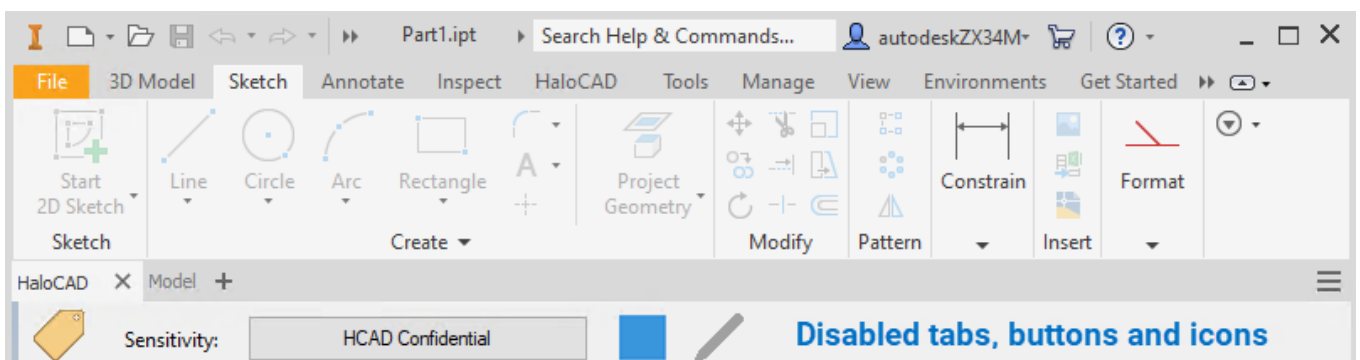 Part1.ipt Search Help & Commands... autodeskZX34M
File 3D Model Sketch Annotate Inspect HaloCAD Tools Manage View Environments Get Started
Start
2D Sketch
Line Circle Arc Rectangle
A
Project
Geometry
Constrain Format
Sketch Create Modify Pattern Insert
HaloCAD Model
Sensitivity: HCAD Confidential Disabled tabs, buttons and icons